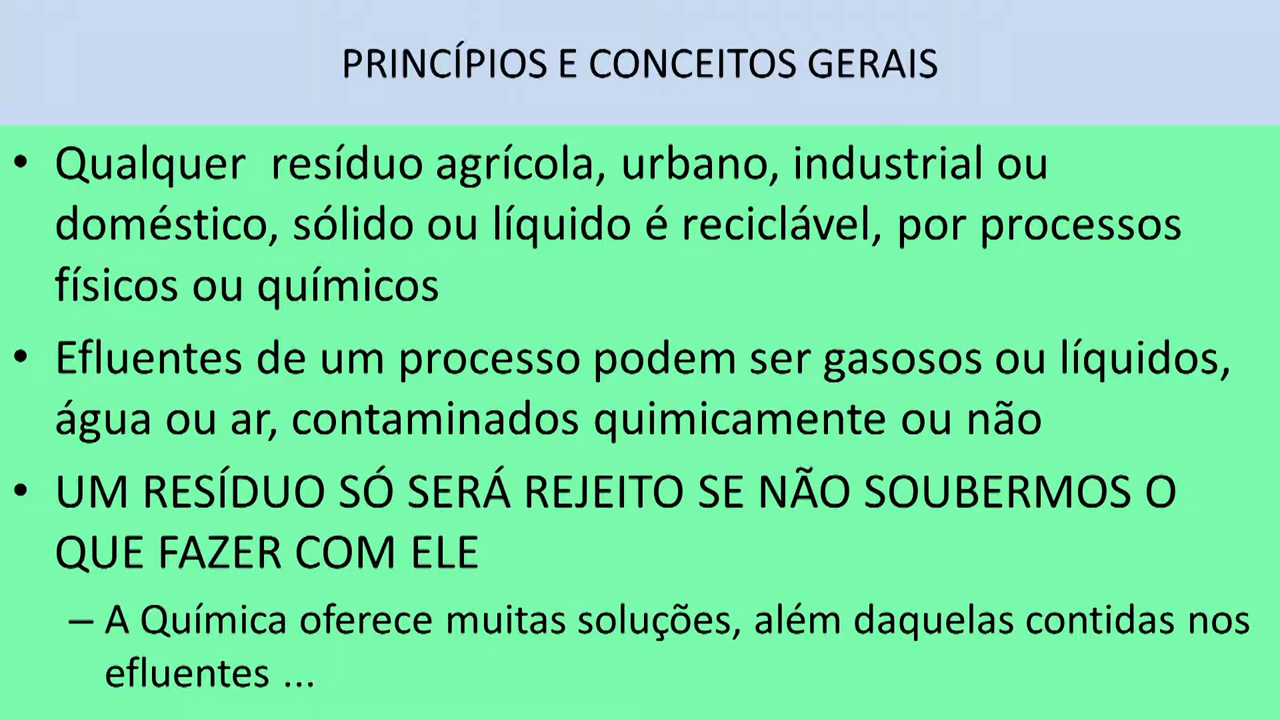 PRINCÍPIOS E CONCEITOS GERAIS
• Qualquer  resíduo agrícola, urbano, industrial ou
doméstico, sólido ou líquido é reciclável, por processos
físicos ou químicos
• Efluentes de um processo podem ser gasosos ou líquidos,
água ou ar, contaminados quimicamente ou não
• UM RESÍDUO SÓ SERÁ REJEITO SE NÃO SOUBERMOS O
QUE FAZER COM ELE
– A Química oferece muitas soluções, além daquelas contidas nos
efluentes ...